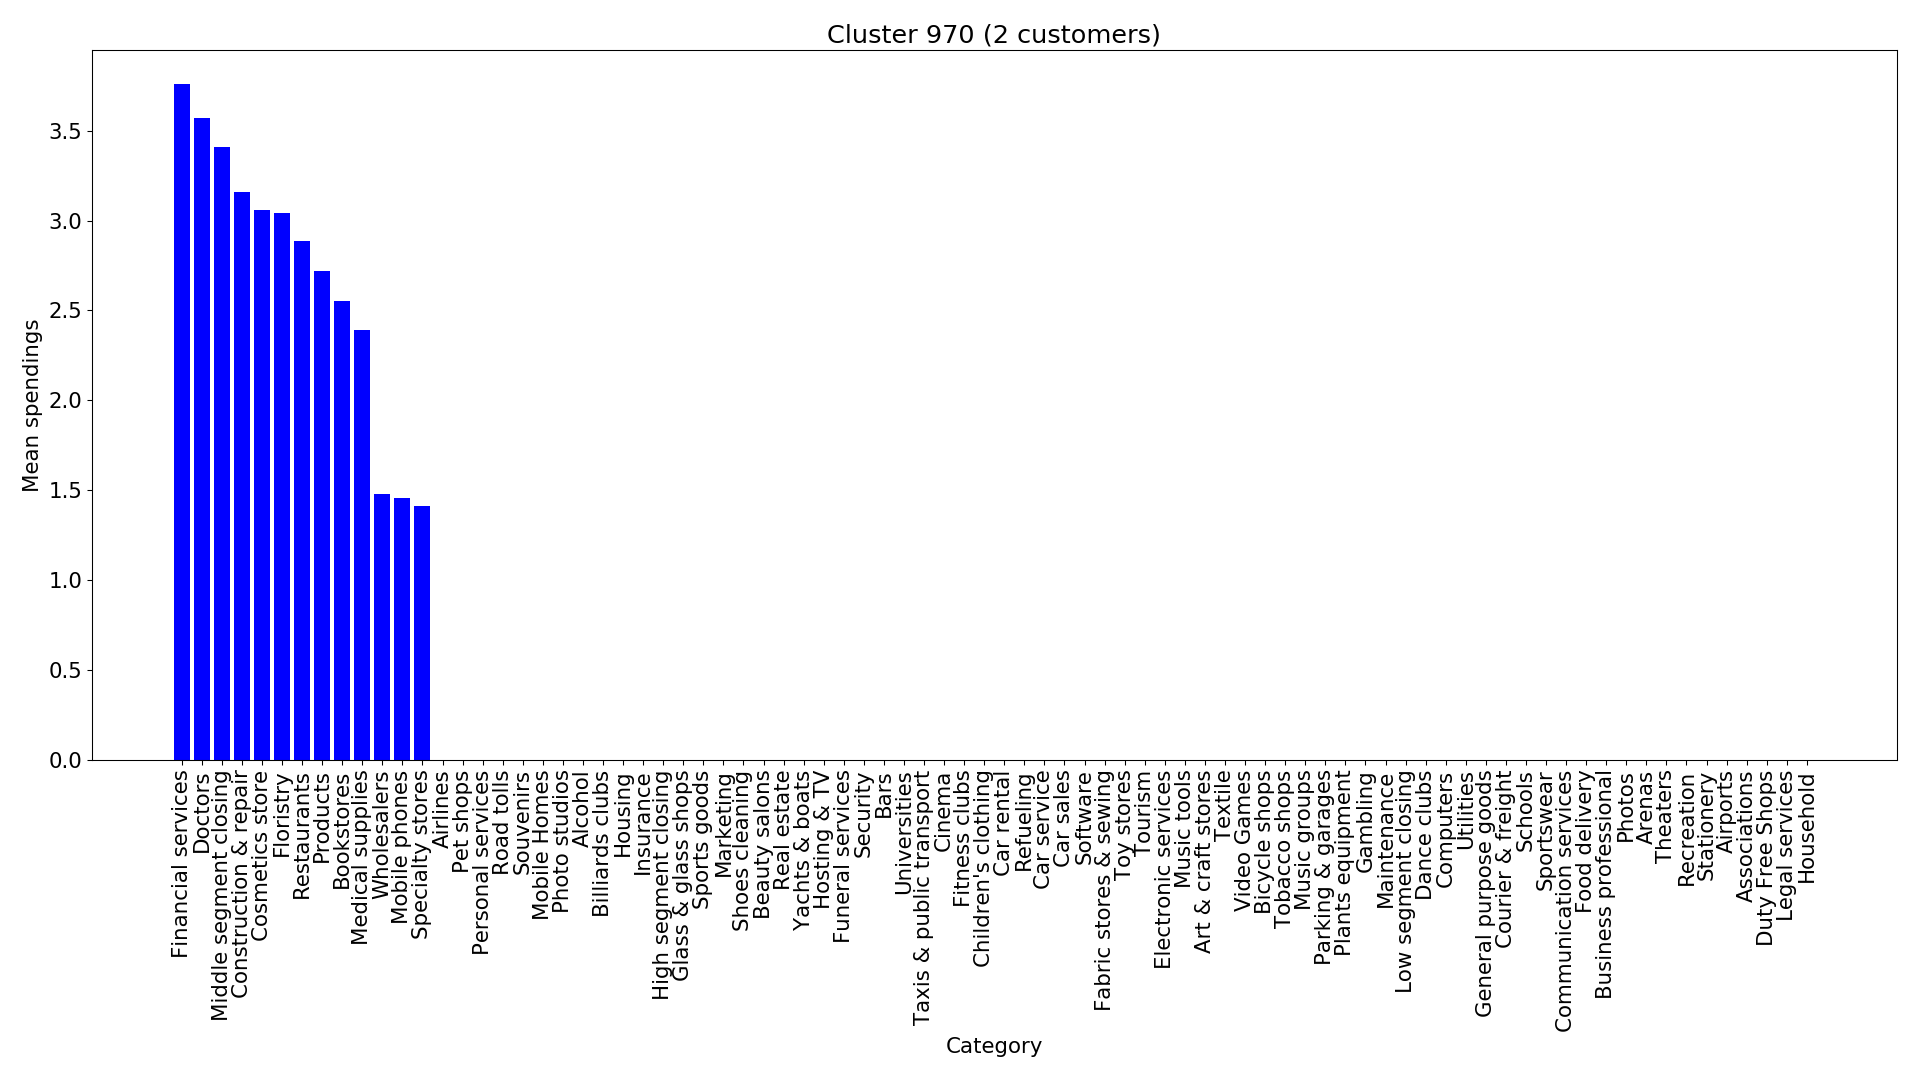 Cluster 970 (2 customers)
Mean spendings
3.5
3.0
2.5
2.0
1.5
1.0
0.5
0.0
Financial services
Doctors
Middle segment closing
Construction & repair
Cosmetics store
Floristry
Restaurants
Products
Bookstores
Medical supplies
Wholesalers
Mobile phones
Specialty stores
Airlines
Pet shops
Personal services
Road tolls
Souvenirs
Mobile Homes
Photo studios
Alcohol
Billiards clubs
Housing
Insurance
High segment closing
Glass & glass shops
Sports goods
Marketing
Shoes cleaning
Beauty salons
Real estate
Yachts & boats
Hosting & TV
Funeral services
Security
Bars
Universities
Taxis & public transport
Cinema
Fitness clubs
Children's clothing
Car rental
Refueling
Car service
Car sales
Software
Fabric stores & sewing
Toy stores
Tourism
Electronic services
Music tools
Art & craft stores
Textile
Video Games
Bicycle shops
Tobacco shops
Music groups
Parking & garages
Plants equipment
Gambling
Maintenance
Low segment closing
Dance clubs
Computers
Utilities
General purpose goods
Courier & freight
Schools
Sportswear
Communication services
Food delivery
Business professional
Photos
Arenas
Theaters
Recreation
Stationery
Airports
Associations
Duty Free Shops
Legal services
Household
Category